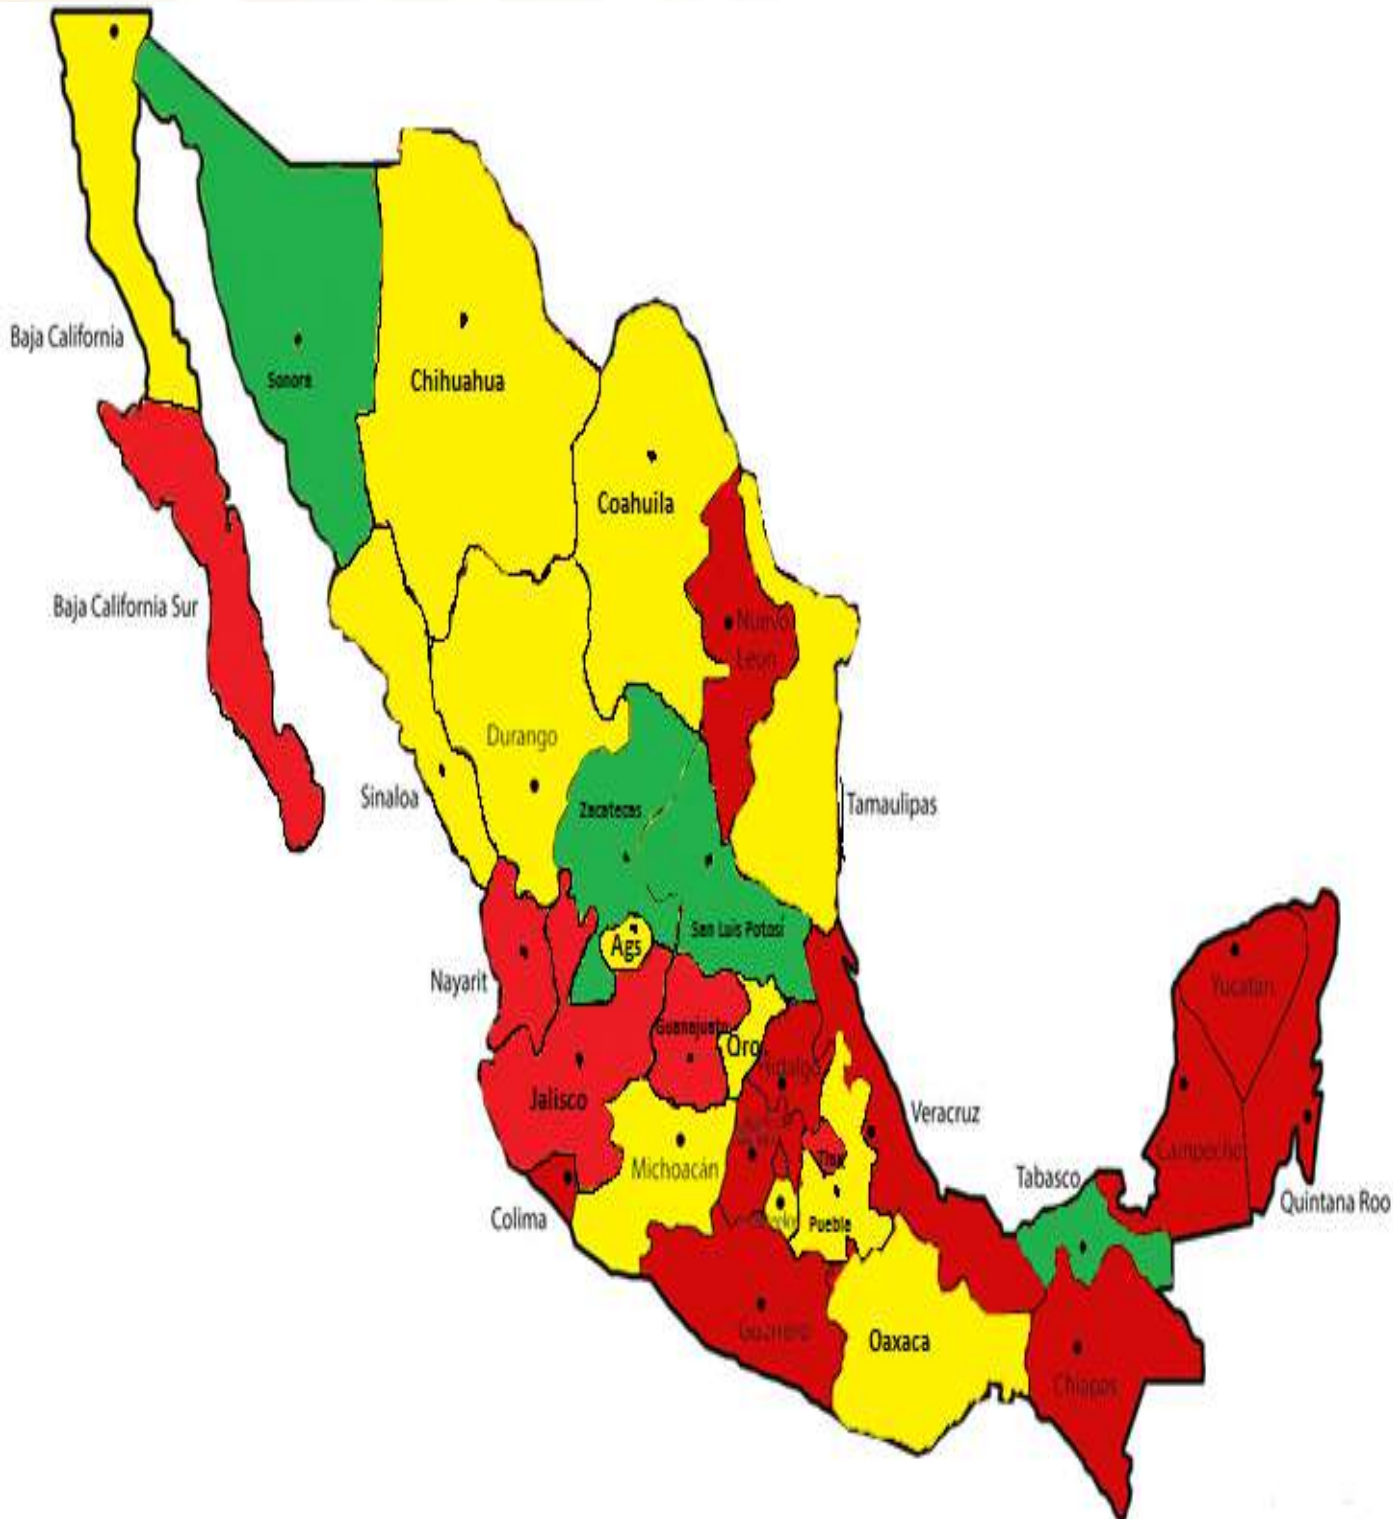 Baja California
Sonora
Chihuahua
Coahuila
Baja California Sur
Nuevo
León
Durango
Sinaloa
Zacatecas
Tamaulipas
San Luis Potosí
Ags
Nayarit
Yucatán
Guanajuato
Qro
Hidalgo
Jalisco
Veracruz
Michoacán
Tlax
Campeche
Tabasco
Colima
Puebla
Quintana Roo
Guerrero
Oaxaca
Chiapas